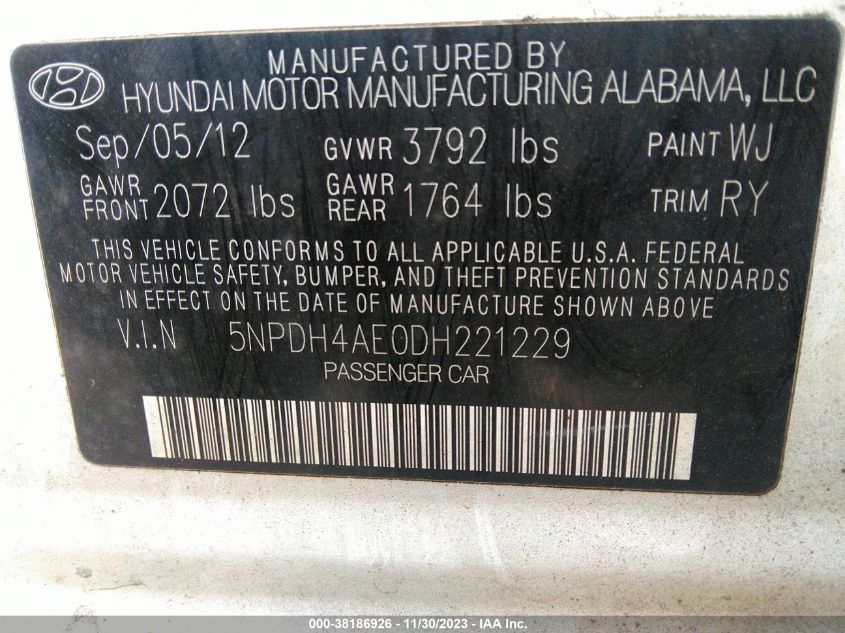 MANUFACTURED BY
HYUNDAI MOTOR MANUFACTURING ALABAMA, LLC
Sep/05/12 GVWR 3792 lbs PAINT WJ
GAWR FRONT 2072 lbs GAWR REAR 1764 lbs TRIM RY
THIS VEHICLE CONFORMS TO ALL APPLICABLE U.S.A. FEDERAL
MOTOR VEHICLE SAFETY, BUMPER, AND THEFT PREVENTION STANDARDS
IN EFFECT ON THE DATE OF MANUFACTURE SHOWN ABOVE
V.I.N 5NPDH4AE0DH221229
PASSENGER CAR
000-38186926 - 11/30/2023 - IAA Inc.